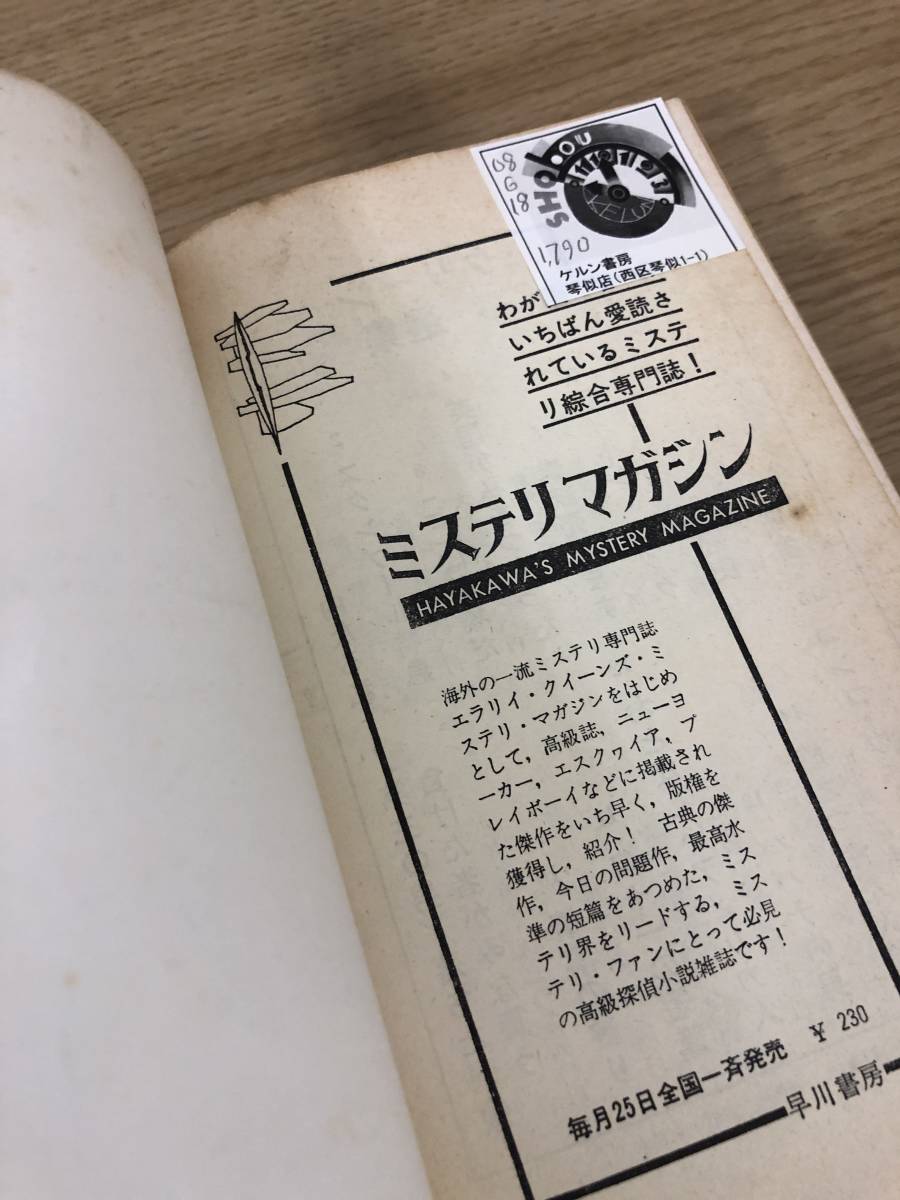 08
G
18
SHObOU
KELUN
1,790
ケルン書房
琴似店(西区琴似1-1)
わが
いちばん愛読さ
れているミステ
リ綜合専門誌!
ミステリマガジン
HAYAKAWA'S MYSTERY MAGAZINE
海外の一流ミステリ専門誌
エラリイ・クイーンズ・ミ
ステリ・マガジンをはじめ
として,高級誌,ニューヨ
ーカー,エスクヮイア,プ
レイボーイなどに掲載され
た傑作をいち早く,版権を
獲得し,紹介! 古典の傑
作,今日の問題作,最高水
準の短篇をあつめた,ミス
テリ界をリードする,ミス
テリ・ファンにとって必見
の高級探偵小説雑誌です!
毎月25日全国一斉発売 ¥ 230
早川書房